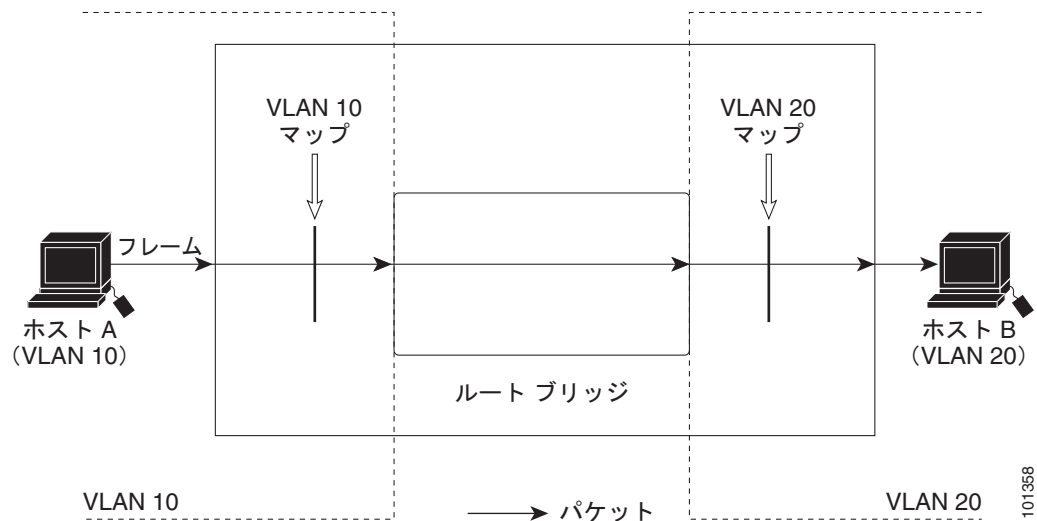 VLAN 10
マップ
VLAN 20
マップ
フレーム
ホスト A
（VLAN 10）
ホスト B
（VLAN 20）
ルート ブリッジ
VLAN 10
パケット
VLAN 20
101358